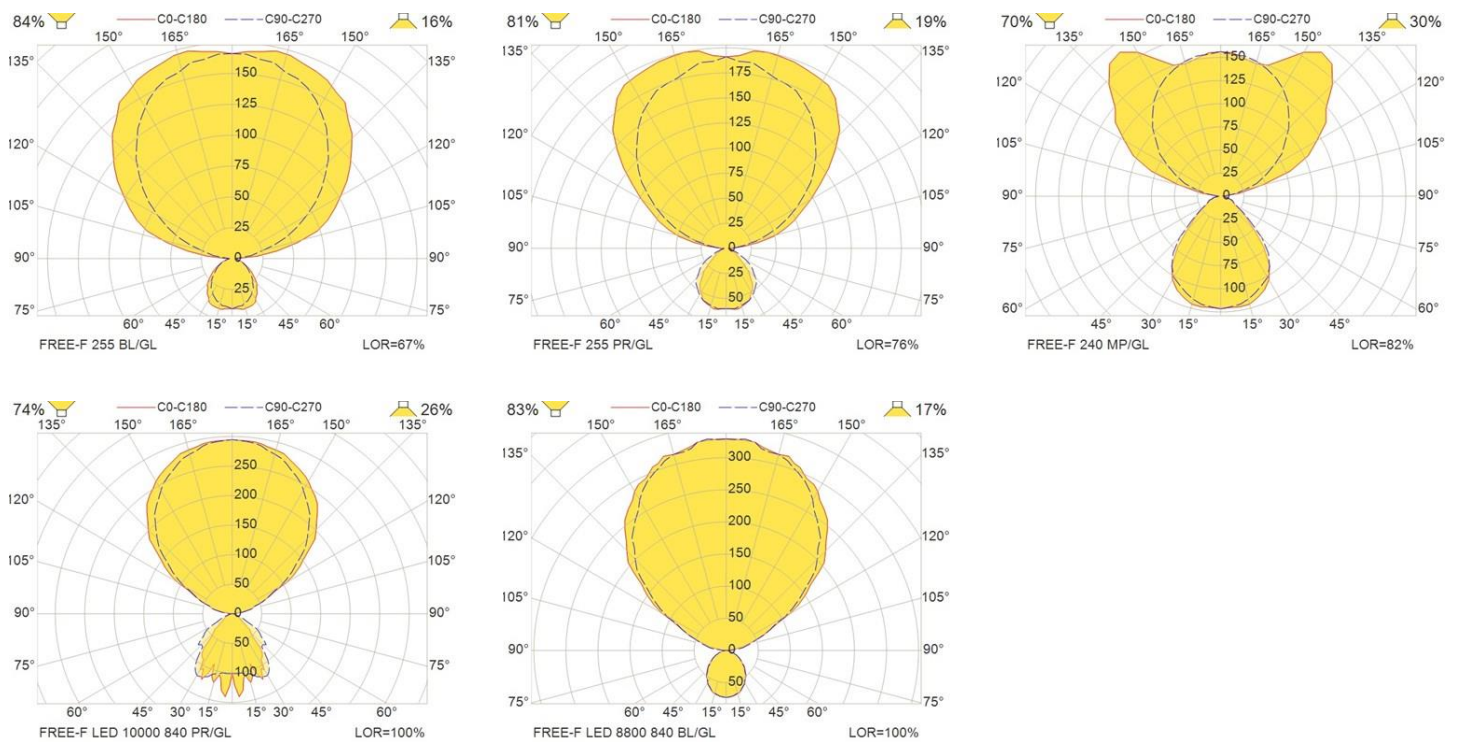 84% C0-C180 C90-C270 16%
150° 165° 165° 150°
135° 135°
150
125
120° 100 120°
75
50
105° 105°
25
90° 0 90°
25
75° 75°
60° 45° 15° 15° 45° 60°
FREE-F 255 BL/GL LOR=67%
81% C0-C180 C90-C270 19%
150° 165° 165° 150°
135° 135°
175
150
125
120° 120°
100
75
105° 50 105°
25
90° 0 90°
25
75° 50 75°
60° 45° 15° 15° 45° 60°
FREE-F 255 PR/GL LOR=76%
70% C0-C180 C90-C270 30%
135° 150° 165° 165° 150° 135°
150
120° 125 120°
100
75
105° 50 105°
25
90° 0 90°
25
75° 50 75°
75
100
60° 60°
45° 30° 15° 15° 30° 45°
FREE-F 240 MP/GL LOR=82%
74% C0-C180 C90-C270 26%
135° 150° 165° 165° 150° 135°
250
120° 200 120°
150
100
105° 105°
50
90° 0 90°
50
75° 100 75°
60° 45° 30° 15° 15° 30° 45° 60°
FREE-F LED 10000 840 PR/GL LOR=100%
83% C0-C180 C90-C270 17%
150° 165° 165° 150°
135° 300 135°
250
200
120° 120°
150
100
105° 105°
50
90° 0 90°
50
75° 75°
60° 45° 15° 15° 45° 60°
FREE-F LED 8800 840 BL/GL LOR=100%